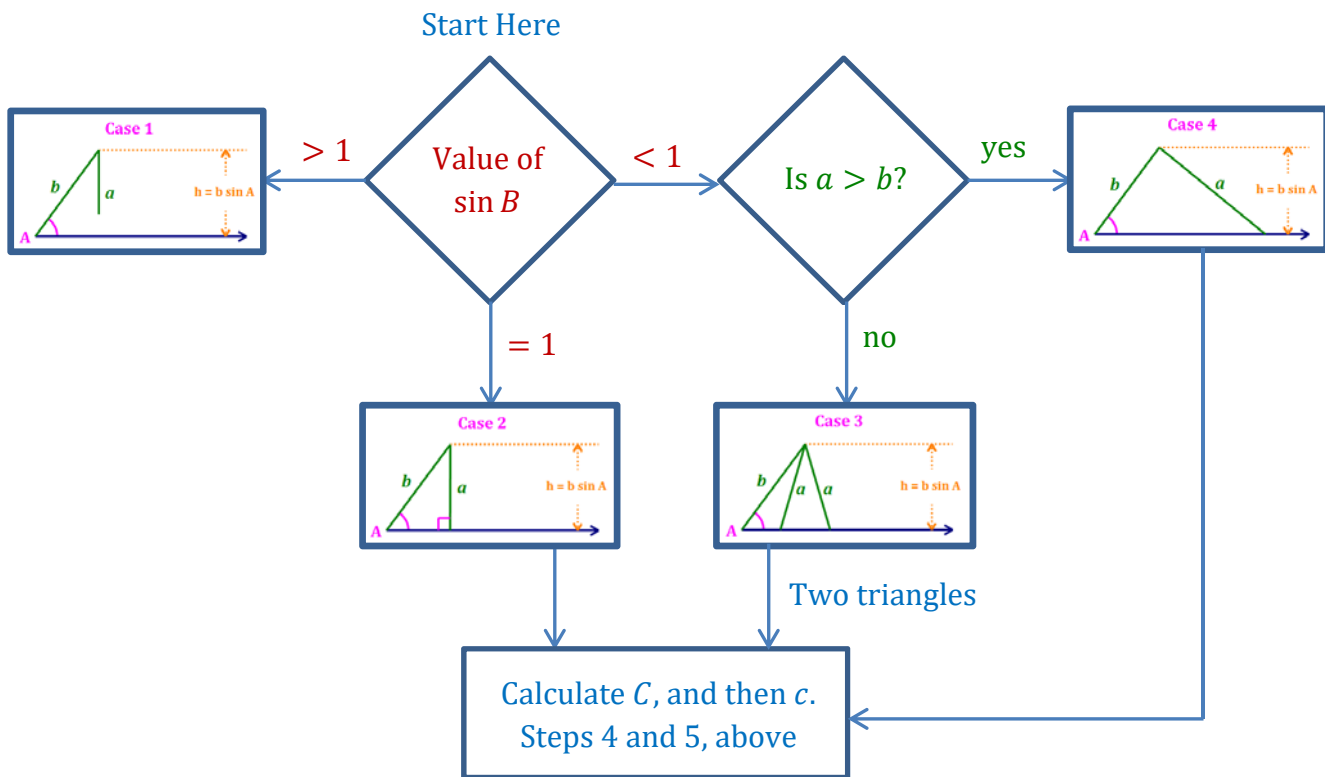 Start Here
Case 1
b
a
h = b sin A
A
> 1
Value of
sin B
< 1
Is a > b?
yes
Case 4
b
a
h = b sin A
A
= 1
no
Case 2
b
a
h = b sin A
A
Case 3
b
a
a
h = b sin A
A
Two triangles
Calculate C, and then c.
Steps 4 and 5, above